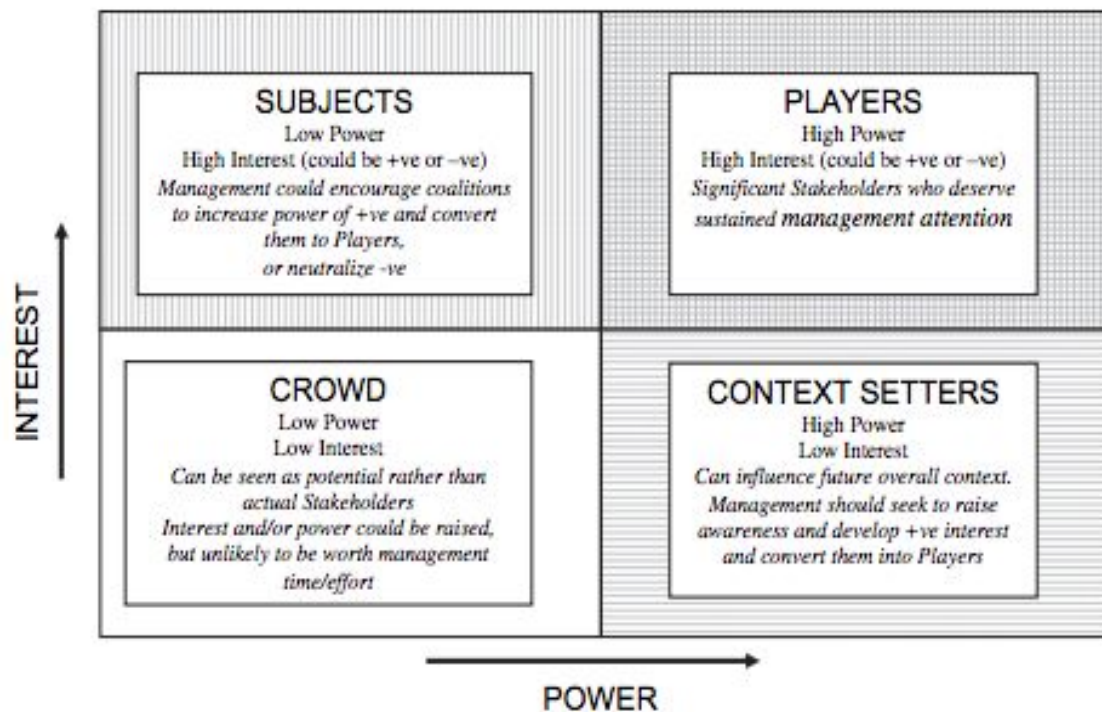 SUBJECTS
Low Power
High Interest (could be +ve or –ve)
Management could encourage coalitions
to increase power of +ve and convert
them to Players,
or neutralize -ve
PLAYERS
High Power
High Interest (could be +ve or –ve)
Significant Stakeholders who deserve
sustained management attention
INTEREST
CROWD
Low Power
Low Interest
Can be seen as potential rather than
actual Stakeholders
Interest and/or power could be raised,
but unlikely to be worth management
time/effort
CONTEXT SETTERS
High Power
Low Interest
Can influence future overall context.
Management should seek to raise
awareness and develop +ve interest
and convert them into Players
POWER